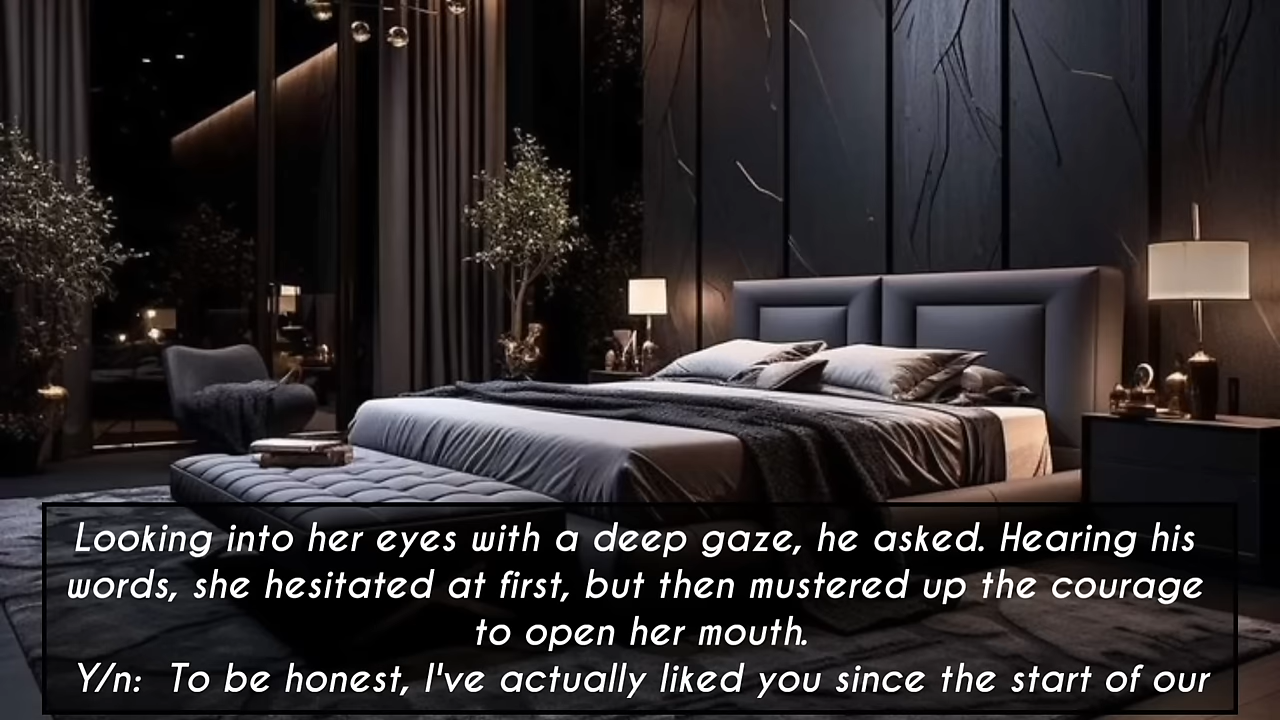 Looking into her eyes with a deep gaze, he asked. Hearing his
words, she hesitated at first, but then mustered up the courage
to open her mouth.
Y/n:  To be honest, I've actually liked you since the start of our